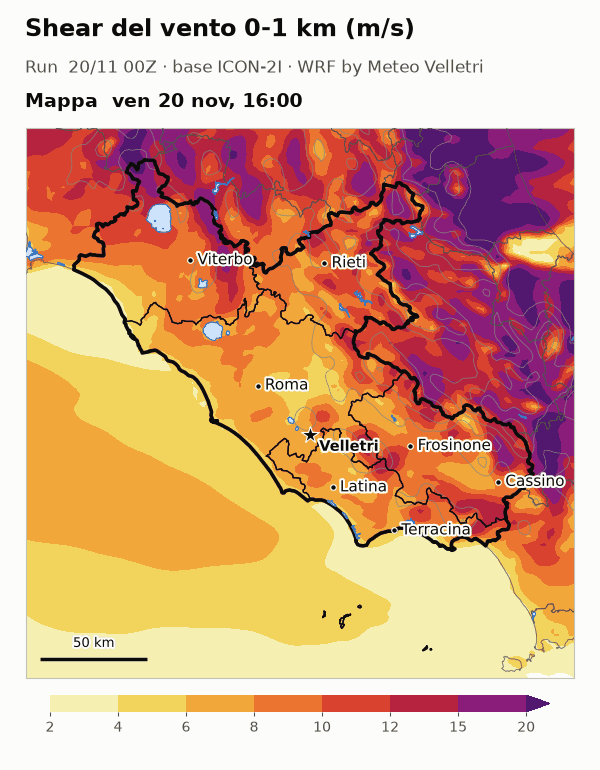 Shear del vento 0-1 km (m/s)
Run  20/11 00Z · base ICON-2I · WRF by Meteo Velletri
Mappa  ven 20 nov, 16:00
Viterbo
Rieti
Roma
Velletri
Frosinone
Cassino
Latina
Terracina
50 km
2 4 6 8 10 12 15 20